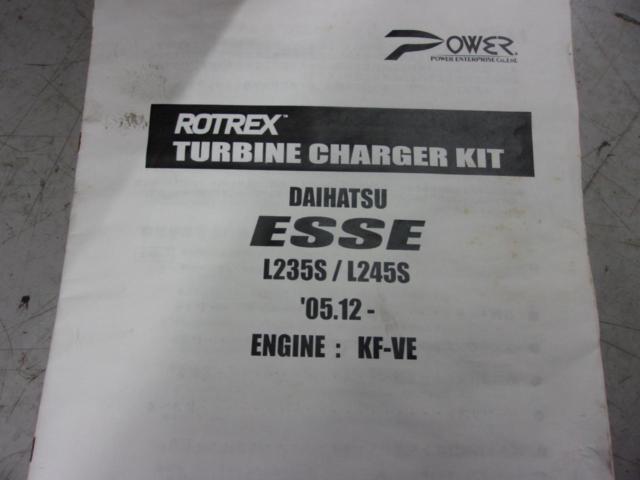 POWER.
POWER ENTERPRISE Co.,Ltd.
ROTREX™
TURBINE CHARGER KIT
DAIHATSU
ESSE
L235S / L245S
'05.12 -
ENGINE : KF-VE